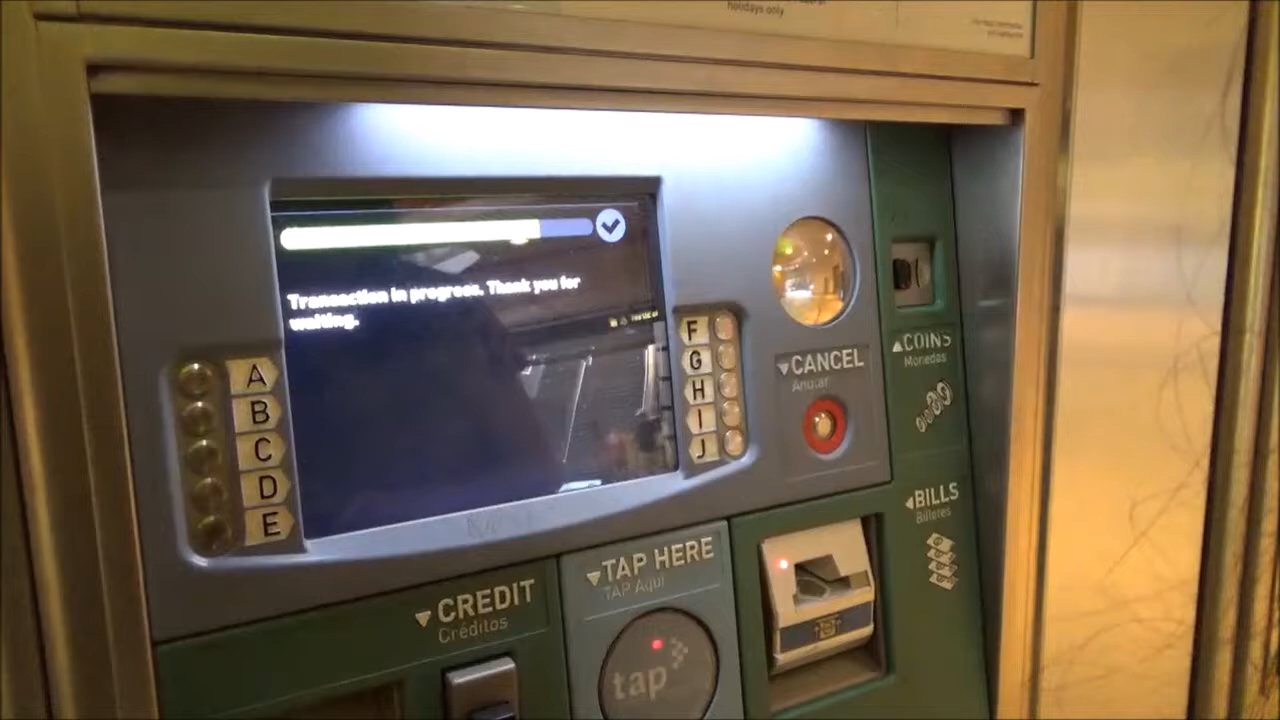 holidays only
Transaction in progress. Thank you for
waiting.
A
B
C
D
E
F
G
H
I
J
CANCEL
Anular
COINS
Monedas
BILLS
Billetes
TAP HERE
TAP Aquí
CREDIT
Créditos
tap